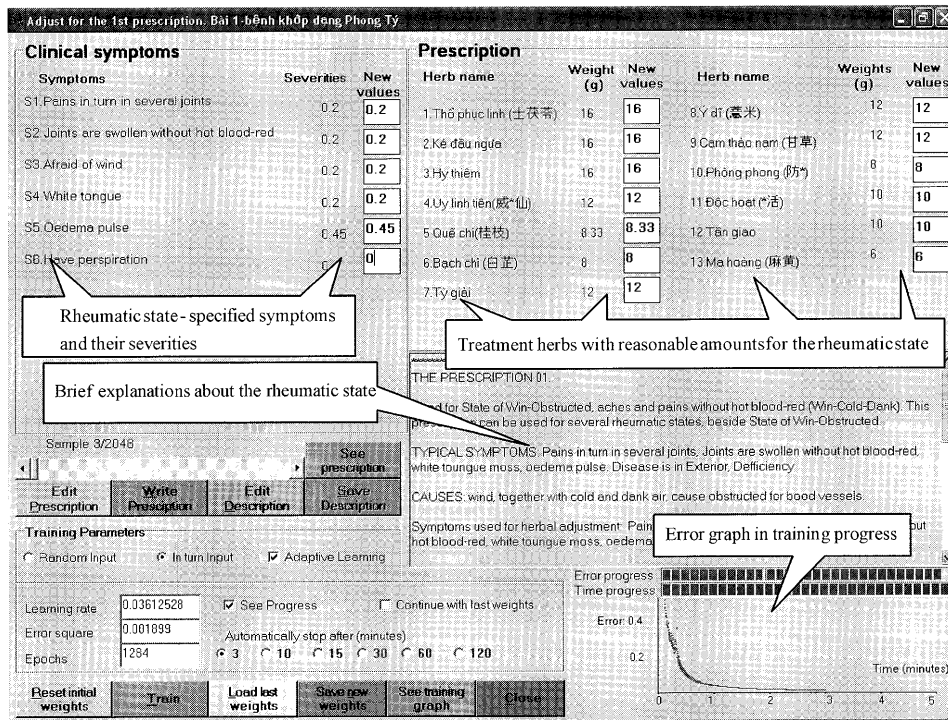 Adjust for the 1st prescription. Bài 1-bệnh khớp dạng Phong Tý
Clinical symptoms
Symptoms Severities New values
S1.Pains in turn in several joints 0.2 0.2
S2.Joints are swollen without hot blood-red 0.2 0.2
S3.Afraid of wind 0.2 0.2
S4.White tongue 0.2 0.2
S5.Oedema pulse 0.45 0.45
S6.Have perspiration 0
Rheumatic state - specified symptoms
and their severities
Prescription
Herb name Weight (g) New values
1.Thổ phục linh (土茯苓) 16 16
2.Ké đầu ngựa 16 16
3.Hy thiêm 16 16
4.Uy linh tiên(威*仙) 12 12
5.Quế chi(桂枝) 8.33 8.33
6.Bạch chỉ (白芷) 8 8
7.Tỳ giải 12 12
Herb name Weights (g) New values
8.Ý dĩ (薏米) 12 12
9.Cam thảo nam (甘草) 12 12
10.Phòng phong (防*) 8 8
11.Độc hoạt (*活) 10 10
12.Tần giao 10 10
13.Ma hoàng (麻黄) 6 6
Treatment herbs with reasonable amounts for the rheumatic state
Brief explanations about the rheumatic state
THE PRESCRIPTION 01.
for State of Win-Obstructed, aches and pains without hot blood-red (Win-Cold-Dank). This
can be used for several rheumatic states, beside State of Win-Obstructed.
TYPICAL SYMPTOMS: Pains in turn in several joints, Joints are swollen without hot blood-red,
white toungue moss, oedema pulse. Disease is in Exterior, Defficiency.
CAUSES: wind, together with cold and dank air, cause obstructed for bood vessels.
Symptoms used for herbal adjustment: Pain
hot blood-red, white toungue moss, oedema
Error graph in training progress
Sample 3/2048
See prescription
Edit Prescription
Write Presciption
Edit Description
Save Description
Training Parameters
Random Input In turn Input Adaptive Learning
Learning rate 0.03612528 See Progress Continue with last weights
Error square 0.001899
Automatically stop after (minutes)
Epochs 1284 3 10 15 30 60 120
Reset initial weights
Train
Load last weights
Save new weights
See training graph
Close
Error progress
Time progress
Error: 0.4
0.2
Time (minutes)
0 1 2 3 4 5